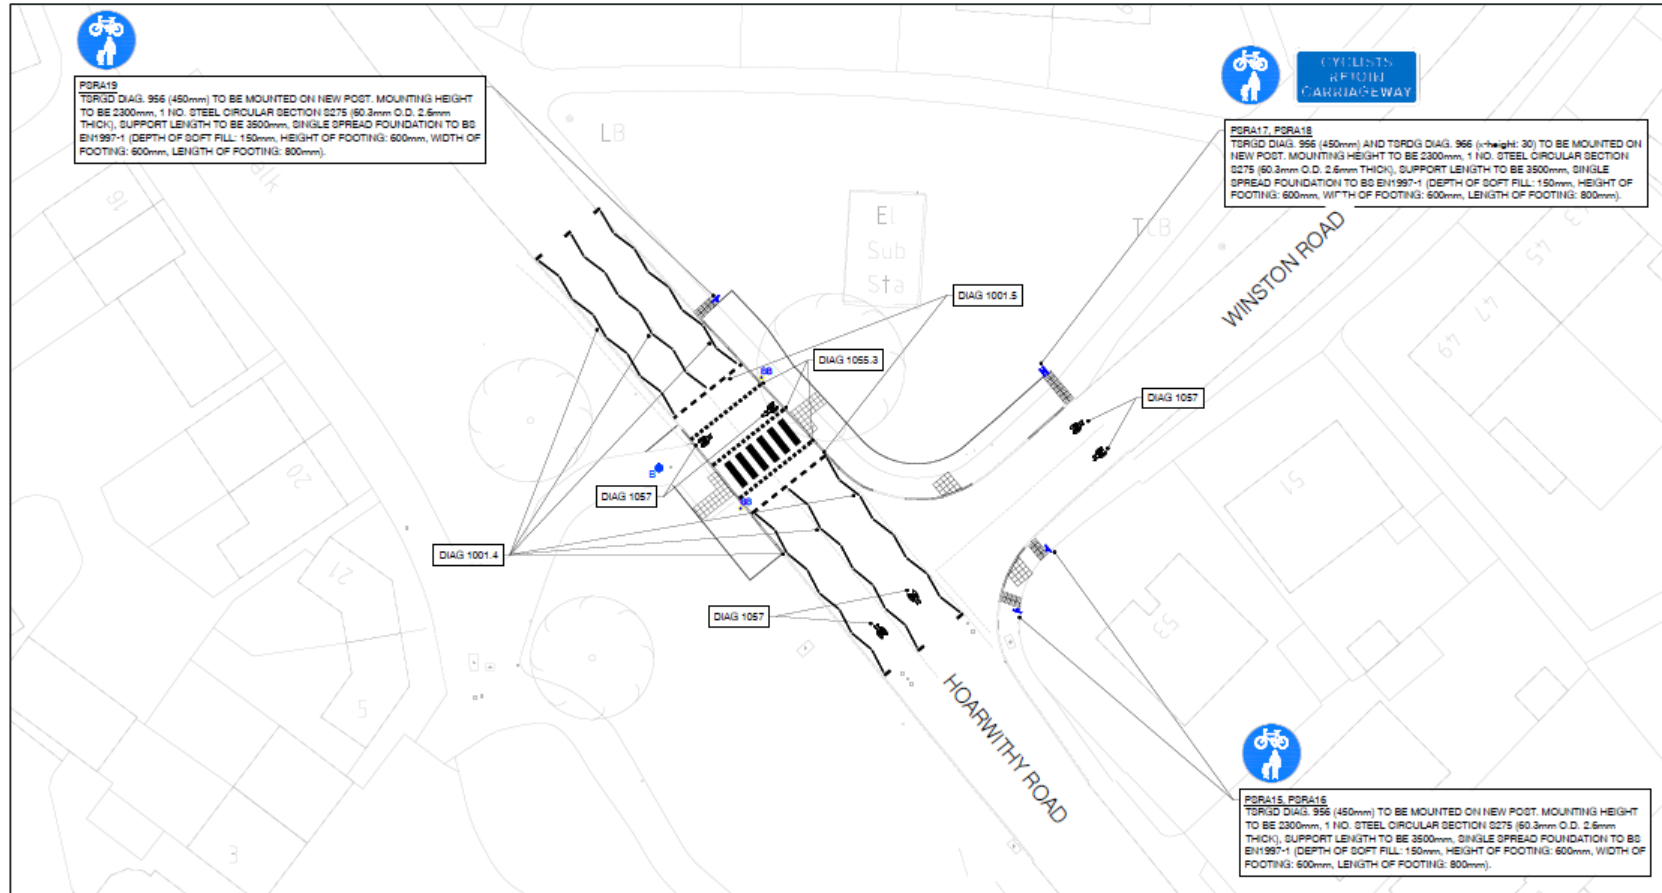 PSRA19
TSRGD DIAG. 956 (450mm) TO BE MOUNTED ON NEW POST. MOUNTING HEIGHT
TO BE 2300mm, 1 NO. STEEL CIRCULAR SECTION S275 (60.3mm O.D. 2.6mm
THICK), SUPPORT LENGTH TO BE 3500mm, SINGLE SPREAD FOUNDATION TO BS
EN1997-1 (DEPTH OF SOFT FILL: 150mm, HEIGHT OF FOOTING: 600mm, WIDTH OF
FOOTING: 600mm, LENGTH OF FOOTING: 800mm).
CYCLISTS
REJOIN
CARRIAGEWAY
PSRA17, PSRA18
TSRGD DIAG. 956 (450mm) AND TSRDG DIAG. 966 (x-height: 30) TO BE MOUNTED ON
NEW POST. MOUNTING HEIGHT TO BE 2300mm, 1 NO. STEEL CIRCULAR SECTION
S275 (60.3mm O.D. 2.6mm THICK), SUPPORT LENGTH TO BE 3500mm, SINGLE
SPREAD FOUNDATION TO BS EN1997-1 (DEPTH OF SOFT FILL: 150mm, HEIGHT OF
FOOTING: 600mm, WIDTH OF FOOTING: 600mm, LENGTH OF FOOTING: 800mm).
LB
16
alk
El
Sub
Sta
TCB
WINSTON ROAD
43
45
47
49
51
53
DIAG 1001.5
DIAG 1055.3
BB
DIAG 1057
20
B
DIAG 1057
BB
DIAG 1001.4
21
DIAG 1057
5
3
HOARWITHY ROAD
PSRA15, PSRA16
TSRGD DIAG. 956 (450mm) TO BE MOUNTED ON NEW POST. MOUNTING HEIGHT
TO BE 2300mm, 1 NO. STEEL CIRCULAR SECTION S275 (60.3mm O.D. 2.6mm
THICK), SUPPORT LENGTH TO BE 3500mm, SINGLE SPREAD FOUNDATION TO BS
EN1997-1 (DEPTH OF SOFT FILL: 150mm, HEIGHT OF FOOTING: 600mm, WIDTH OF
FOOTING: 600mm, LENGTH OF FOOTING: 800mm).